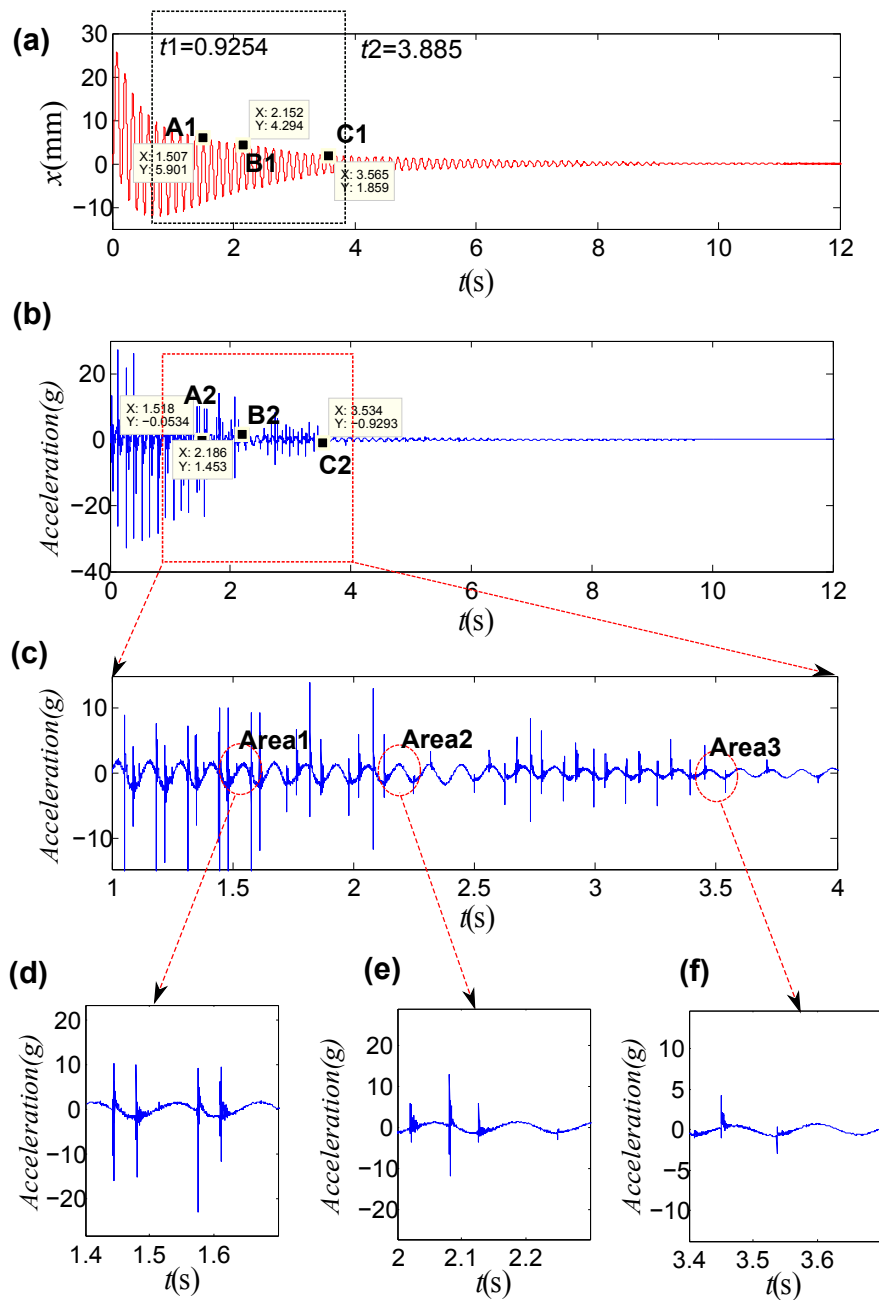 (a)
t1=0.9254
t2=3.885
x(mm)
30
20
10
0
−10
A1
X: 1.507
Y: 5.901
B1
X: 2.152
Y: 4.294
C1
X: 3.565
Y: 1.859
0 2 4 6 8 10 12
t(s)
(b)
Acceleration(g)
20
0
−20
−40
A2
X: 1.518
Y: −0.0534
B2
X: 2.186
Y: 1.453
C2
X: 3.534
Y: −0.9293
0 2 4 6 8 10 12
t(s)
(c)
Acceleration(g)
10
0
−10
Area1
Area2
Area3
1 1.5 2 2.5 3 3.5 4
t(s)
(d)
Acceleration(g)
20
10
0
−10
−20
1.4 1.5 1.6
t(s)
(e)
Acceleration(g)
20
10
0
−10
−20
2 2.1 2.2
t(s)
(f)
Acceleration(g)
10
5
0
−5
−10
3.4 3.5 3.6
t(s)